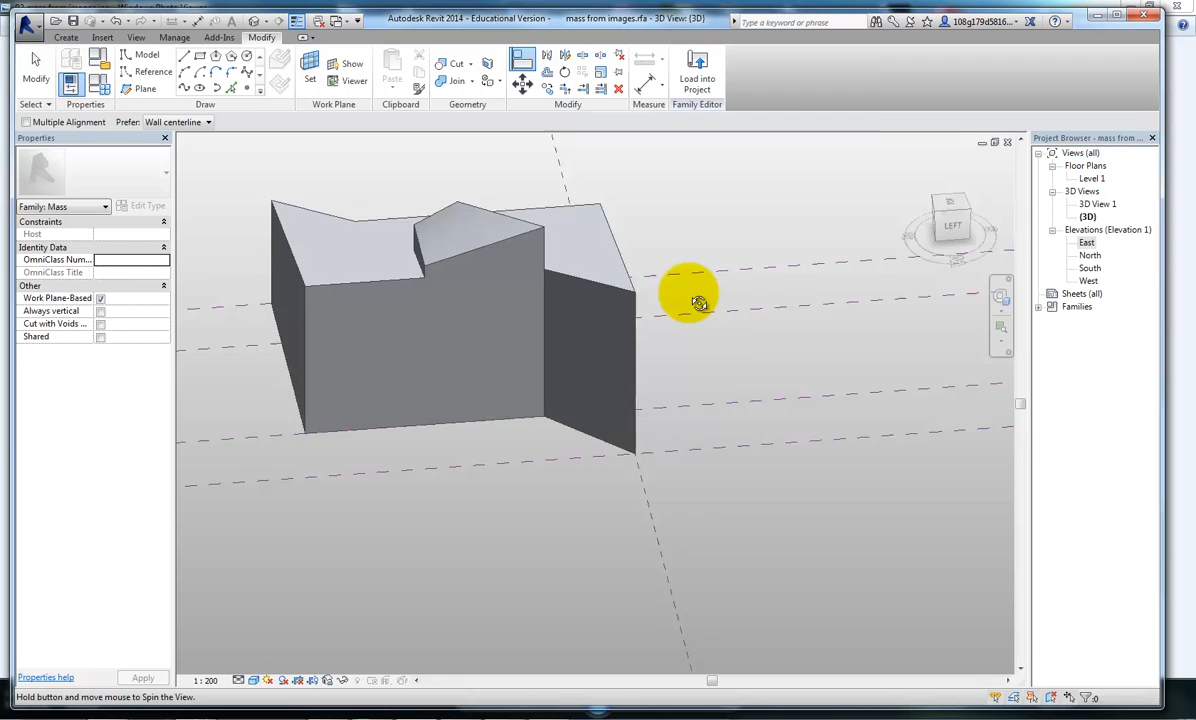 Autodesk Revit 2014 - Educational Version - mass from images.rfa - 3D View: {3D}
Type a keyword or phrase
108g179d5816...
Create Insert View Manage Add-Ins Modify
Modify
Model
Reference
Plane
Set
Show
Viewer
Paste
Cut
Join
Load into
Project
Select Properties Draw Work Plane Clipboard Geometry Modify Measure Family Editor
Multiple Alignment Prefer: Wall centerline
Properties
Family: Mass
Edit Type
Constraints
Host
Identity Data
OmniClass Num...
OmniClass Title
Other
Work Plane-Based
Always vertical
Cut with Voids ...
Shared
Properties help
Apply
LEFT
Project Browser - mass from ...
Views (all)
Floor Plans
Level 1
3D Views
3D View 1
{3D}
Elevations (Elevation 1)
East
North
South
West
Sheets (all)
Families
1 : 200
Hold button and move mouse to Spin the View.
:0